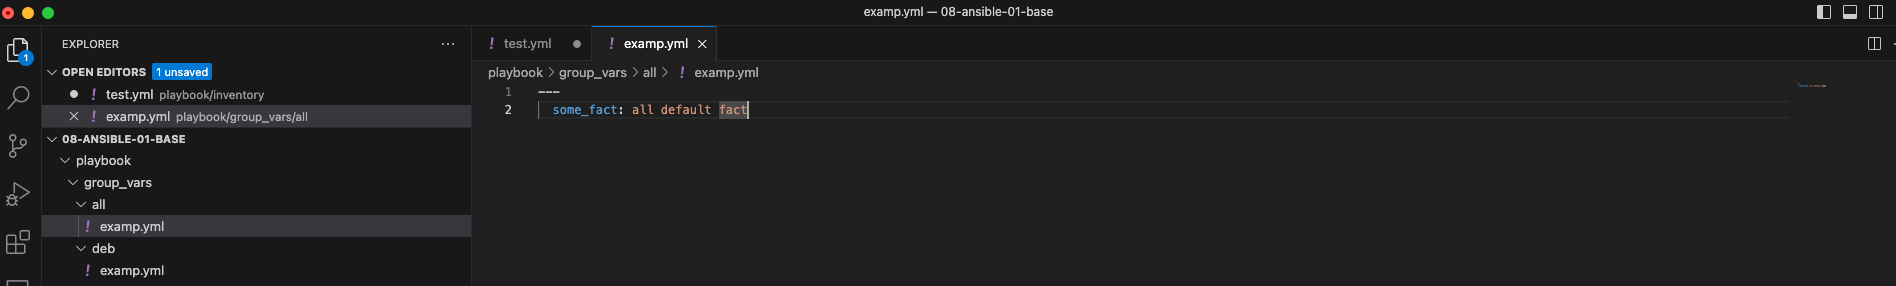 examp.yml — 08-ansible-01-base
1
EXPLORER
OPEN EDITORS 1 unsaved
! test.yml playbook/inventory
! examp.yml playbook/group_vars/all
08-ANSIBLE-01-BASE
playbook
group_vars
all
! examp.yml
deb
! examp.yml
! test.yml
! examp.yml
playbook > group_vars > all > ! examp.yml
1 ---
2 some_fact: all default fact